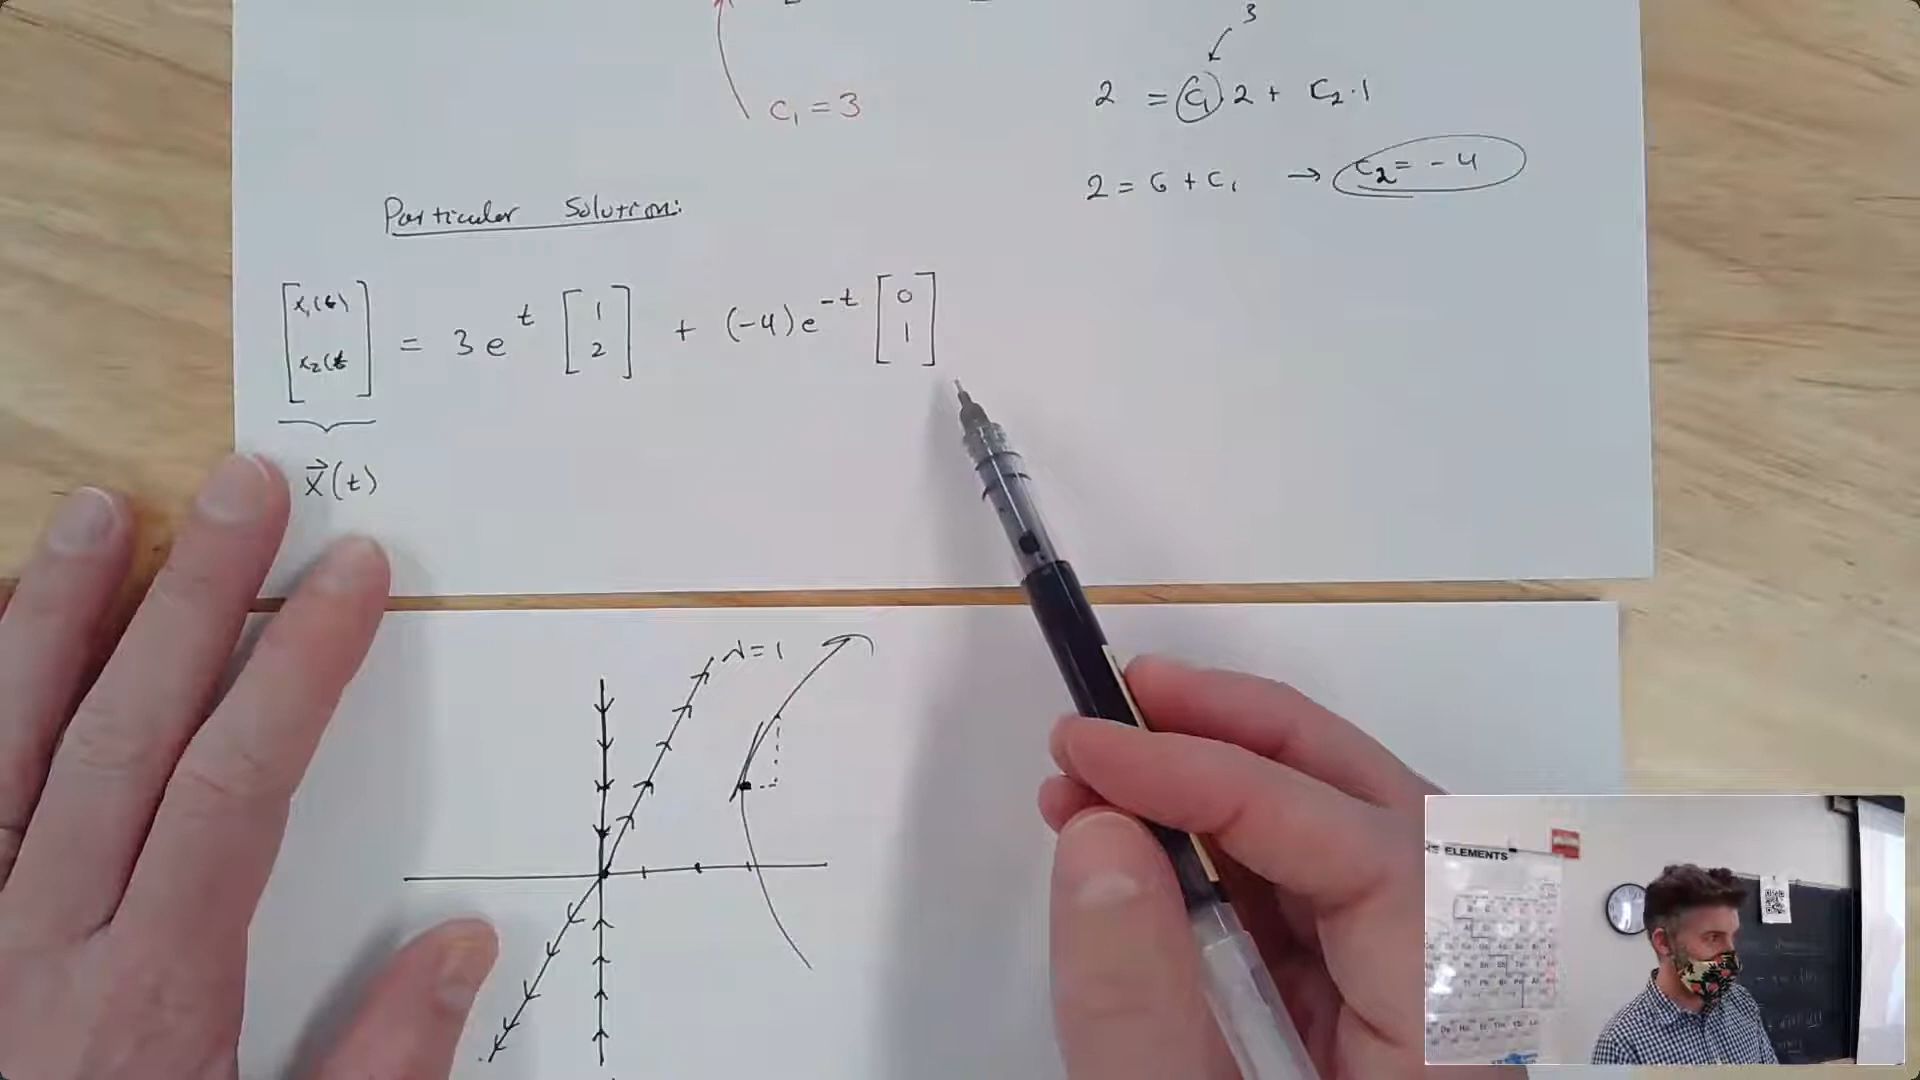 3
C₁ = 3
2 = C₁ 2 + C₂ · 1
2 = 6 + C₁ → C₂ = - 4
Particular Solution:
[x₁(t) x₂(t] = 3 e^t [1 2] + (-4) e^-t [0 1]
x⃗(t)
λ = 1
ELEMENTS